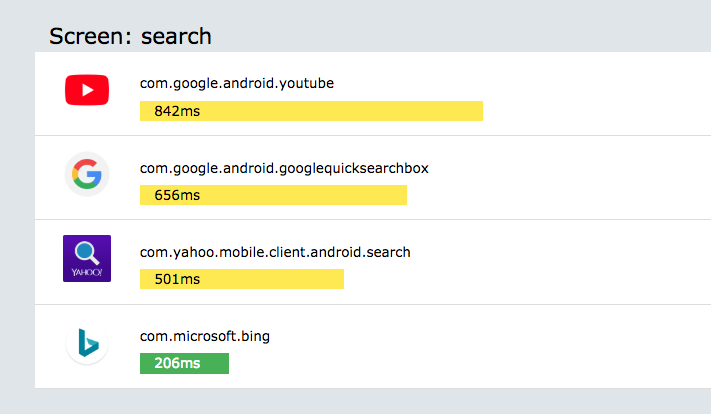 Screen: search
com.google.android.youtube
842ms
com.google.android.googlequicksearchbox
656ms
com.yahoo.mobile.client.android.search
YAHOO!
501ms
com.microsoft.bing
206ms